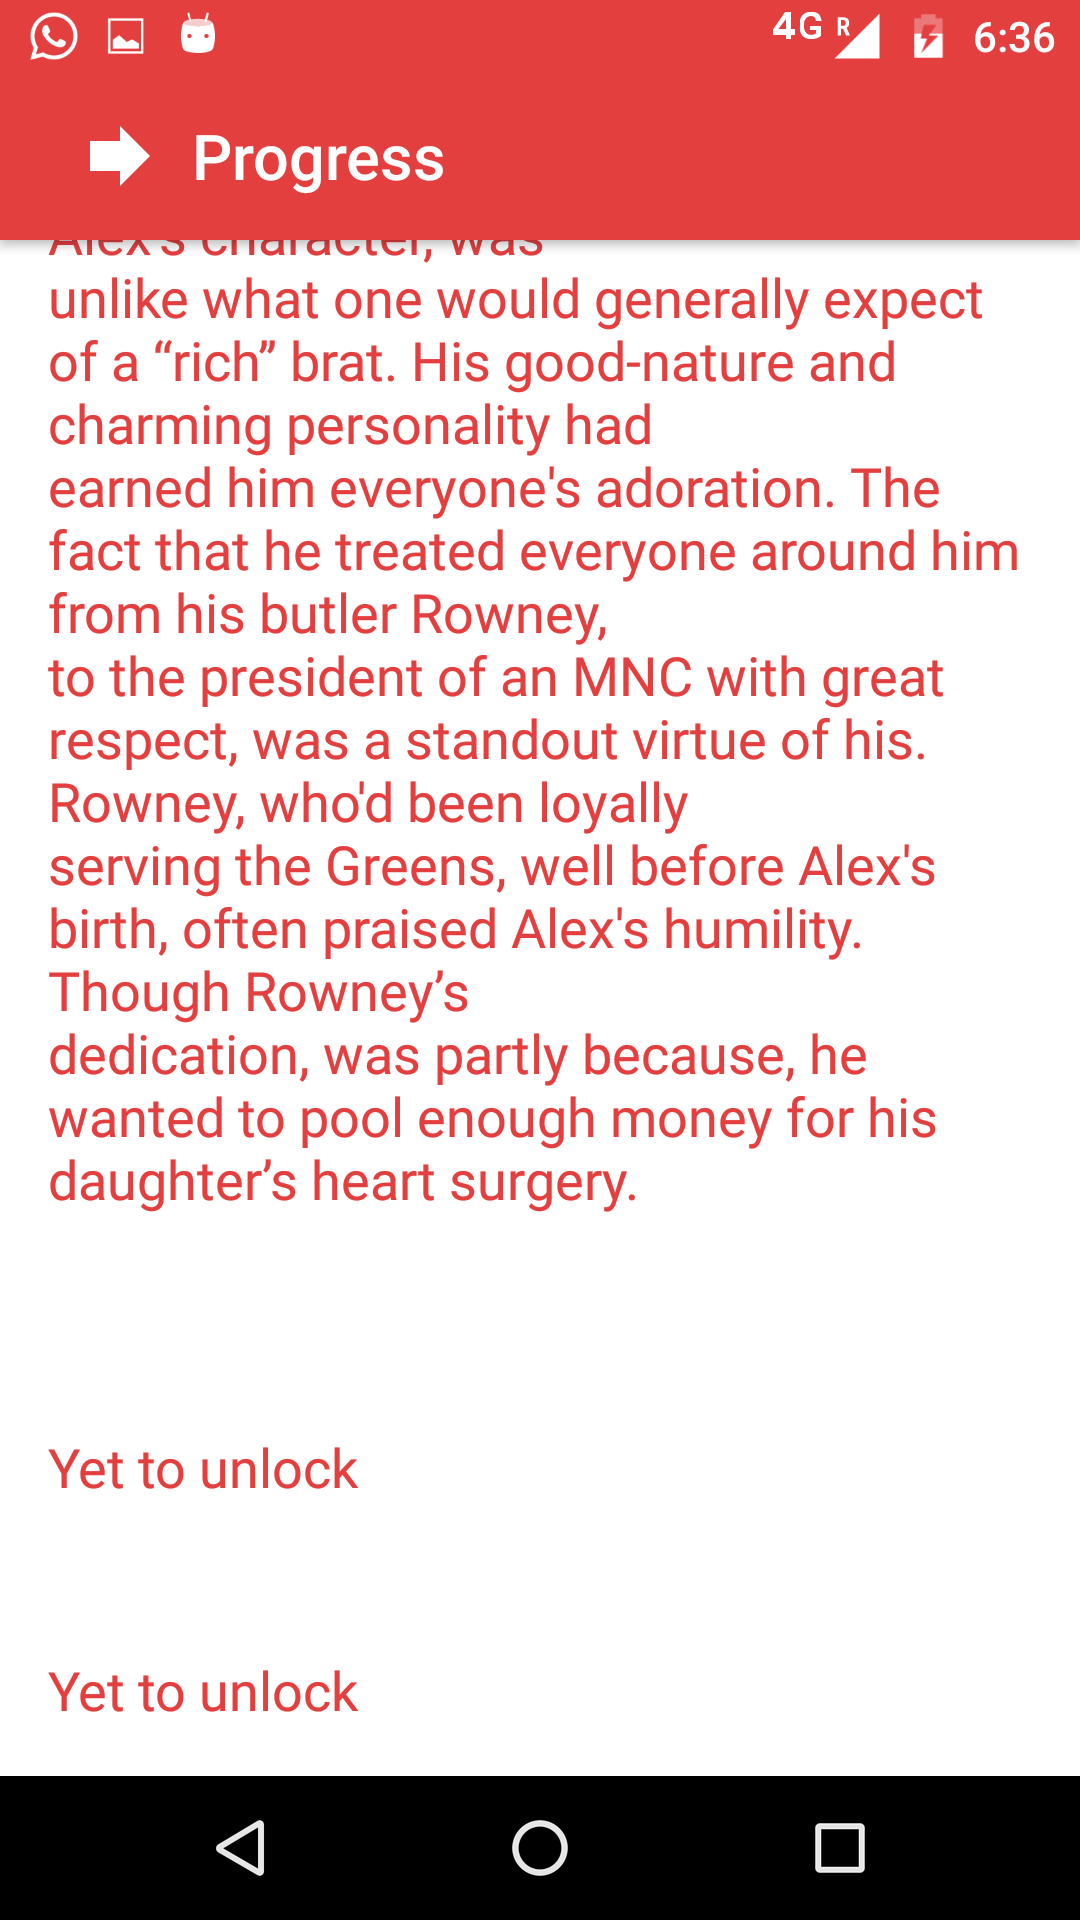 4G R 6:36
Progress
Alex's character, was
unlike what one would generally expect
of a “rich” brat. His good-nature and
charming personality had
earned him everyone's adoration. The
fact that he treated everyone around him
from his butler Rowney,
to the president of an MNC with great
respect, was a standout virtue of his.
Rowney, who'd been loyally
serving the Greens, well before Alex's
birth, often praised Alex's humility.
Though Rowney’s
dedication, was partly because, he
wanted to pool enough money for his
daughter’s heart surgery.
Yet to unlock
Yet to unlock